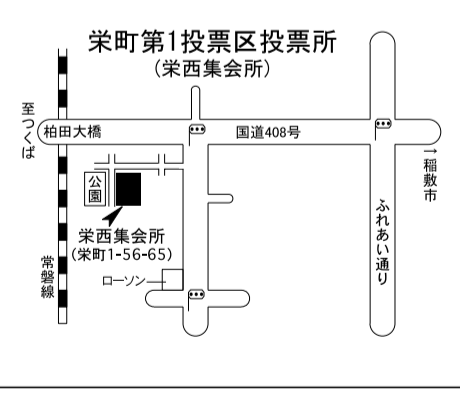 栄町第1投票区投票所
(栄西集会所)
至つくば
柏田大橋
国道408号
→稲敷市
公園
栄西集会所
(栄町1-56-65)
ふれあい通り
常磐線
ローソン